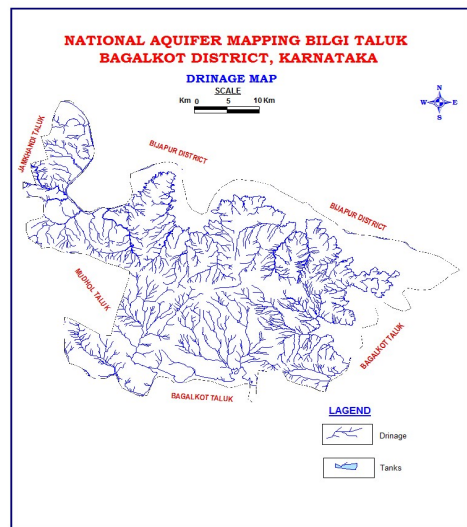 NATIONAL AQUIFER MAPPING BILGI TALUK
BAGALKOT DISTRICT, KARNATAKA
DRINAGE MAP
SCALE
Km 0 5 10 Km
N
W E
S
JAMKHANDI TALUK
BIJAPUR DISTRICT
BIJAPUR DISTRICT
MUDHOL TALUK
BAGALKOT TALUK
BAGALKOT TALUK
LAGEND
Drinage
Tanks